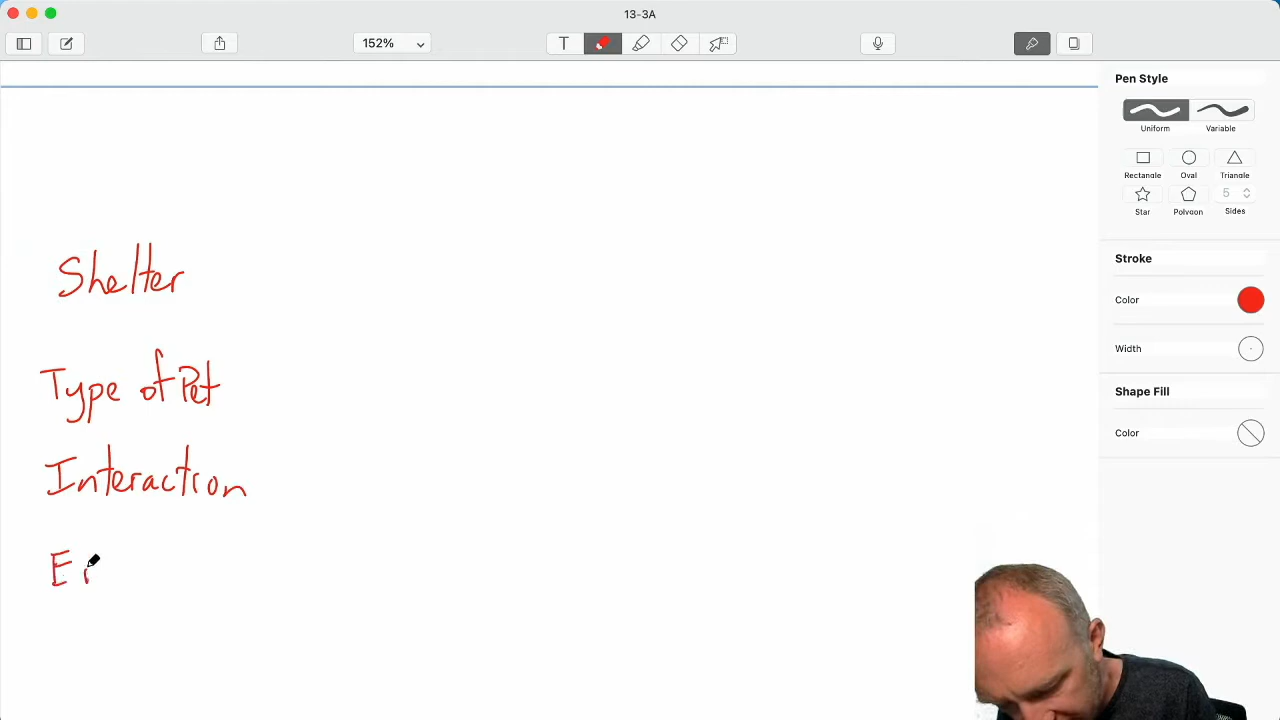 13-3A
152%
T
Pen Style
Uniform
Variable
Rectangle
Oval
Triangle
5
Star
Polygon
Sides
Stroke
Color
Width
Shape Fill
Color
Shelter
Type of Pet
Interaction
Er